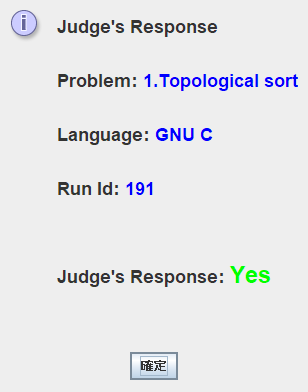 Judge's Response
Problem: 1.Topological sort
Language: GNU C
Run Id: 191
Judge's Response: Yes
確定